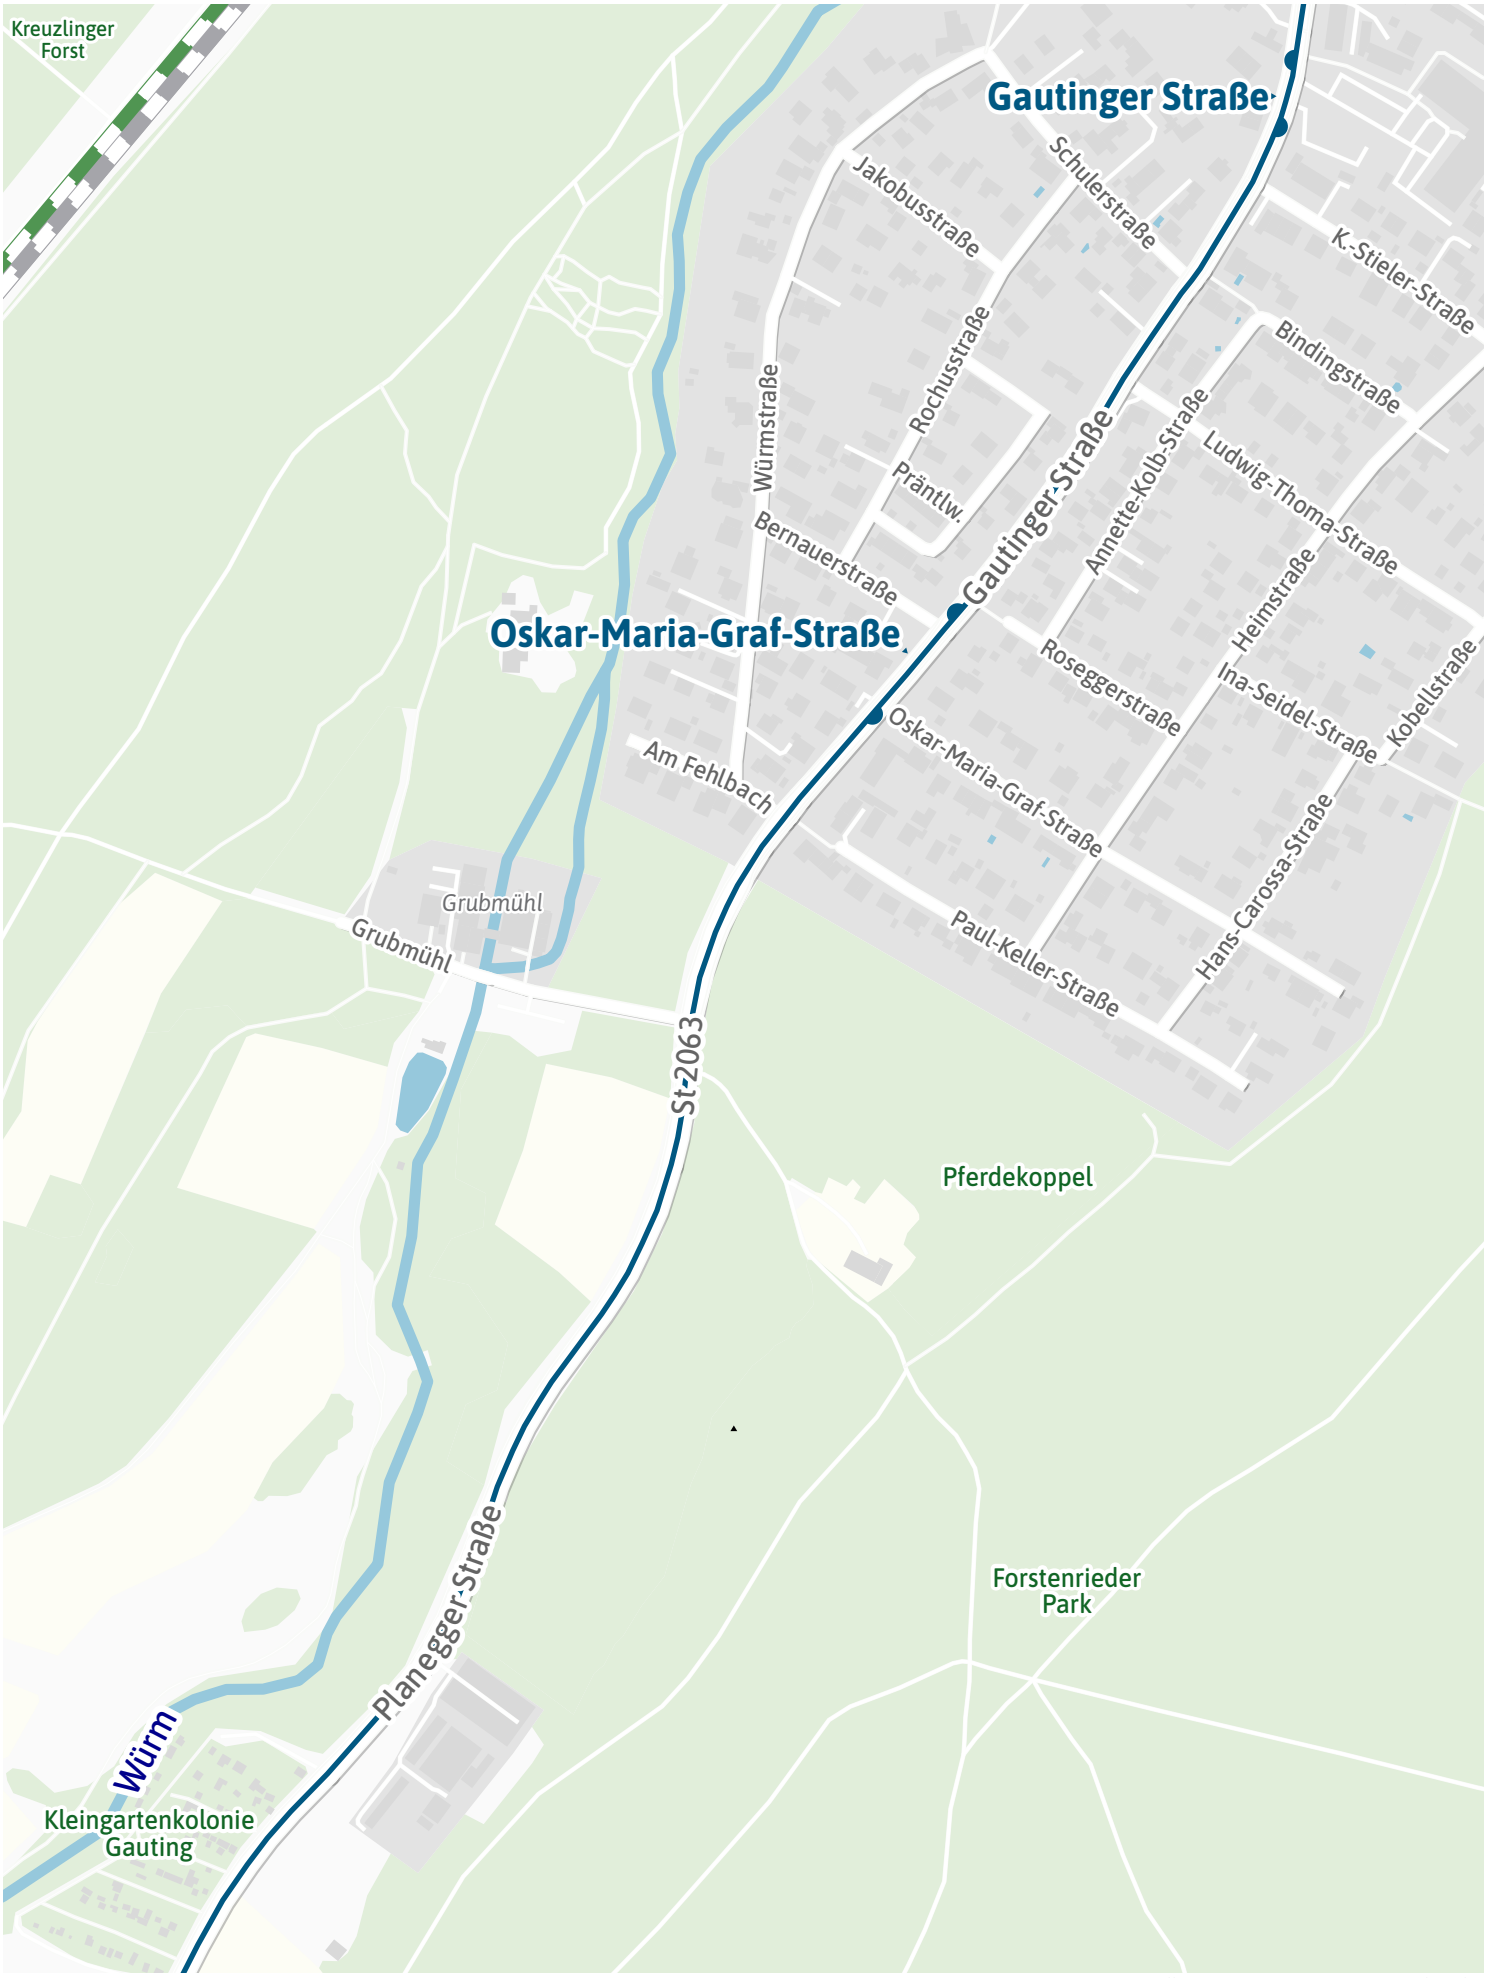 Kreuzlinger
Forst
Gautinger Straße
Schulerstraße
Jakobusstraße
K.-Stieler-Straße
Bindingstraße
Rochusstraße
Würmstraße
Annette-Kolb-Straße
Gautinger Straße
Ludwig-Thoma-Straße
Präntlw.
Bernauerstraße
Heimstraße
Oskar-Maria-Graf-Straße
Roseggerstraße
Ina-Seidel-Straße
Kobellstraße
Oskar-Maria-Graf-Straße
Am Fehlbach
Hans-Carossa-Straße
Grubmühl
Grubmühl
Paul-Keller-Straße
St 2063
Pferdekoppel
Planegger Straße
Forstenrieder
Park
Würm
Kleingartenkolonie
Gauting